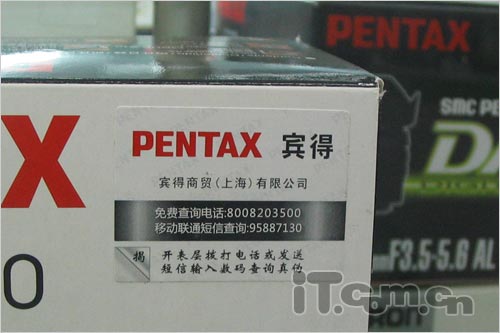 PENTAX
PENTAX 宾得
宾得商贸(上海)有限公司
免费查询电话:8008203500
移动联通短信查询:95887130
揭
开表层拨打电话或发送
短信输入数码查询真伪
X
0
smc PE
DA
F3.5-5.6 AL
iT.com.cn